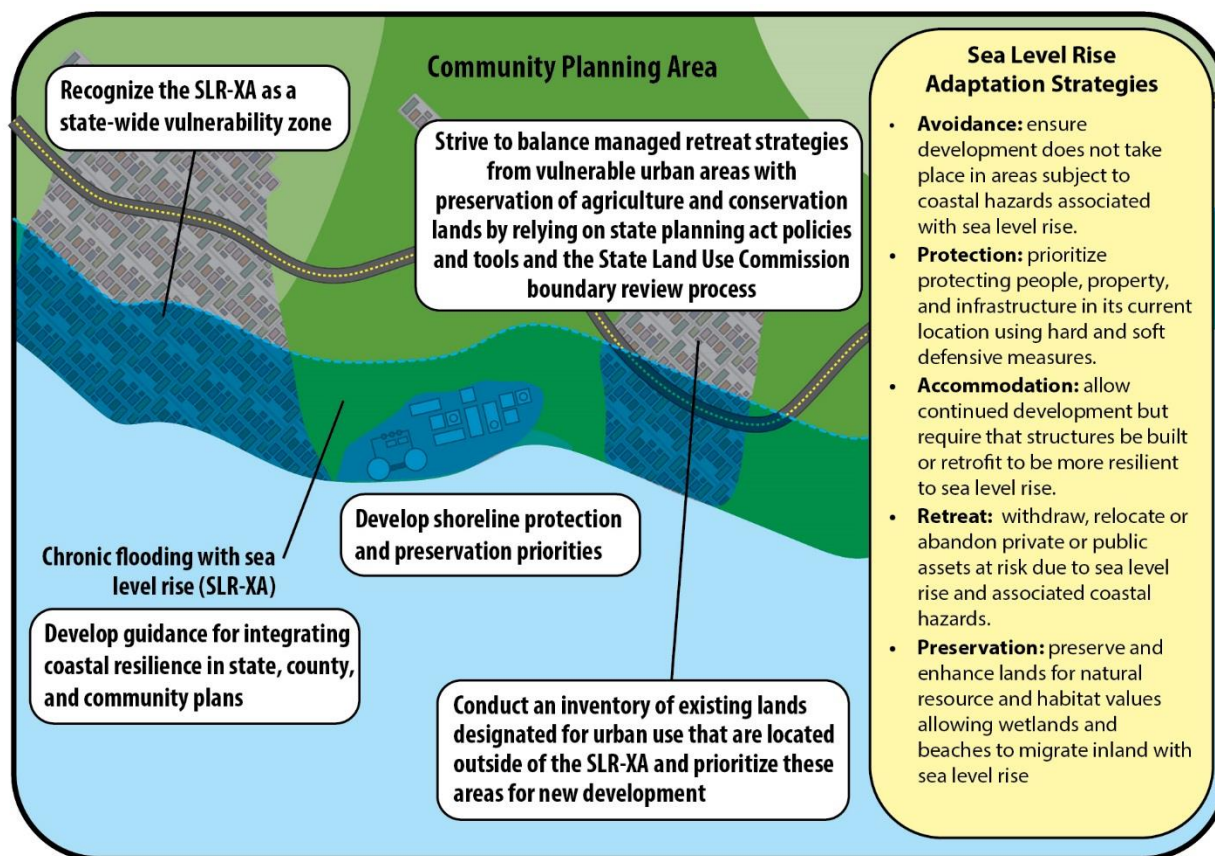 Community Planning Area
Recognize the SLR-XA as a
state-wide vulnerability zone
Strive to balance managed retreat strategies
from vulnerable urban areas with
preservation of agriculture and conservation
lands by relying on state planning act policies
and tools and the State Land Use Commission
boundary review process
Develop shoreline protection
and preservation priorities
Chronic flooding with sea
level rise (SLR-XA)
Develop guidance for integrating
coastal resilience in state, county,
and community plans
Conduct an inventory of existing lands
designated for urban use that are located
outside of the SLR-XA and prioritize these
areas for new development
Sea Level Rise
Adaptation Strategies
• Avoidance: ensure
development does not take
place in areas subject to
coastal hazards associated
with sea level rise.
• Protection: prioritize
protecting people, property,
and infrastructure in its current
location using hard and soft
defensive measures.
• Accommodation: allow
continued development but
require that structures be built
or retrofit to be more resilient
to sea level rise.
• Retreat: withdraw, relocate or
abandon private or public
assets at risk due to sea level
rise and associated coastal
hazards.
• Preservation: preserve and
enhance lands for natural
resource and habitat values
allowing wetlands and
beaches to migrate inland with
sea level rise